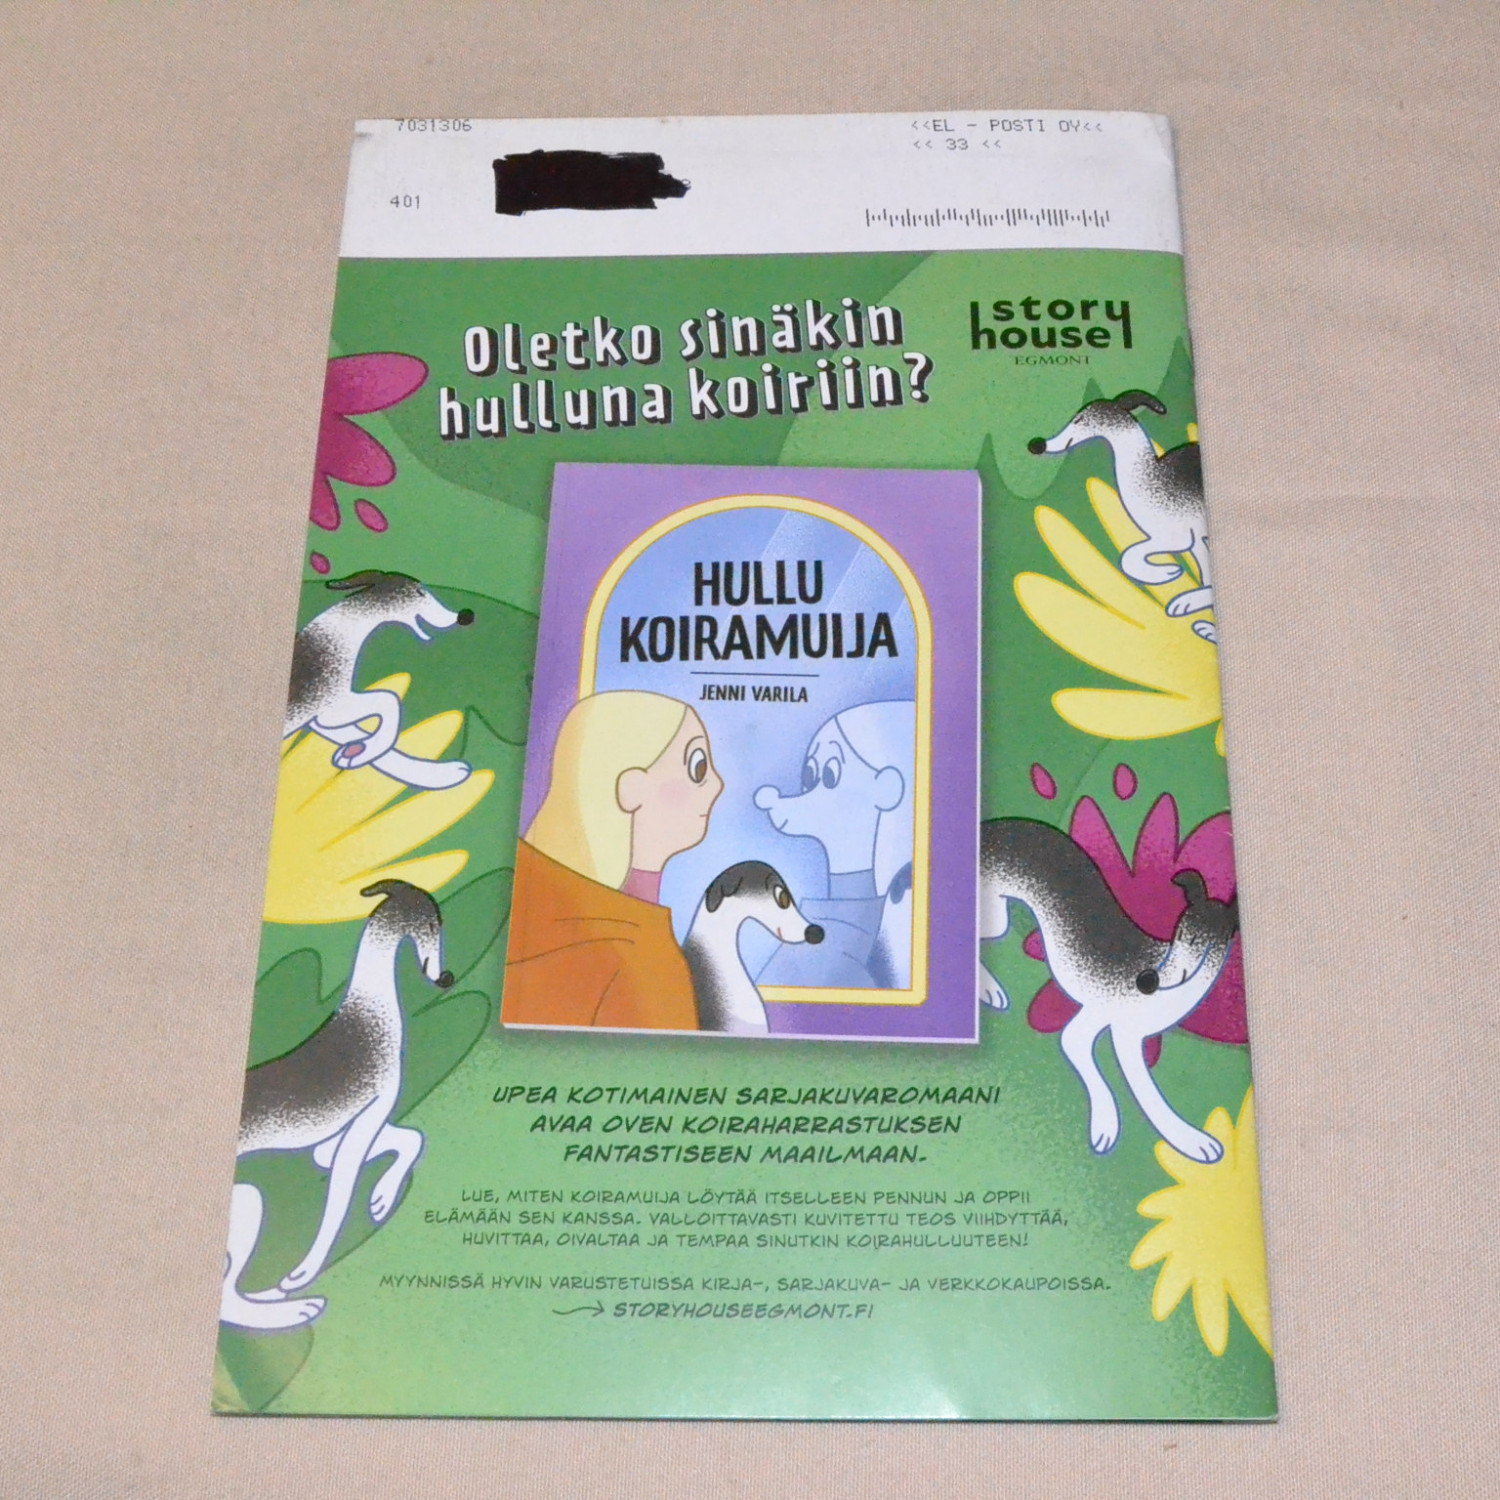 7031306
<<EL - POSTI OY<<
<< 33 <<
401
Oletko sinäkin
hulluna koiriin?
story
house
EGMONT
HULLU
KOIRAMUIJA
JENNI VARILA
UPEA KOTIMAINEN SARJAKUVAROMAANI
AVAA OVEN KOIRAHARRASTUKSEN
FANTASTISEEN MAAILMAAN.
LUE, MITEN KOIRAMUIJA LÖYTÄÄ ITSELLEEN PENNUN JA OPPII
ELÄMÄÄN SEN KANSSA. VALLOITTAVASTI KUVITETTU TEOS VIIHDYTTÄÄ,
HUVITTAA, OIVALTAA JA TEMPAA SINUTKIN KOIRAHULLUUTEEN!
MYYNNISSÄ HYVIN VARUSTETUISSA KIRJA-, SARJAKUVA- JA VERKKOKAUPOISSA.
STORYHOUSEEGMONT.FI